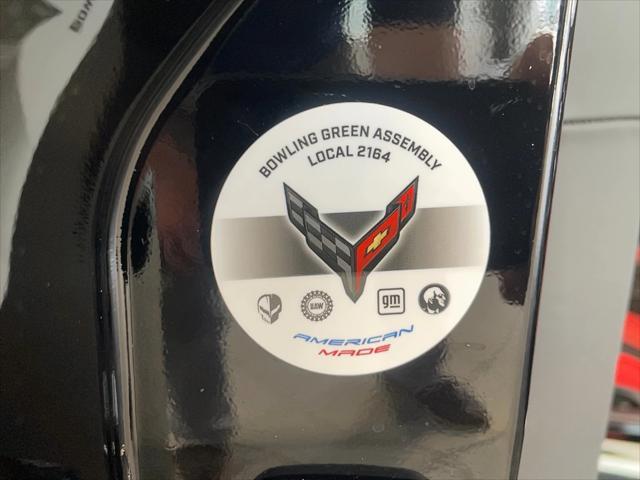 BOWLING GREEN ASSEMBLY
LOCAL 2164
UAW
gm
AMERICAN
MADE